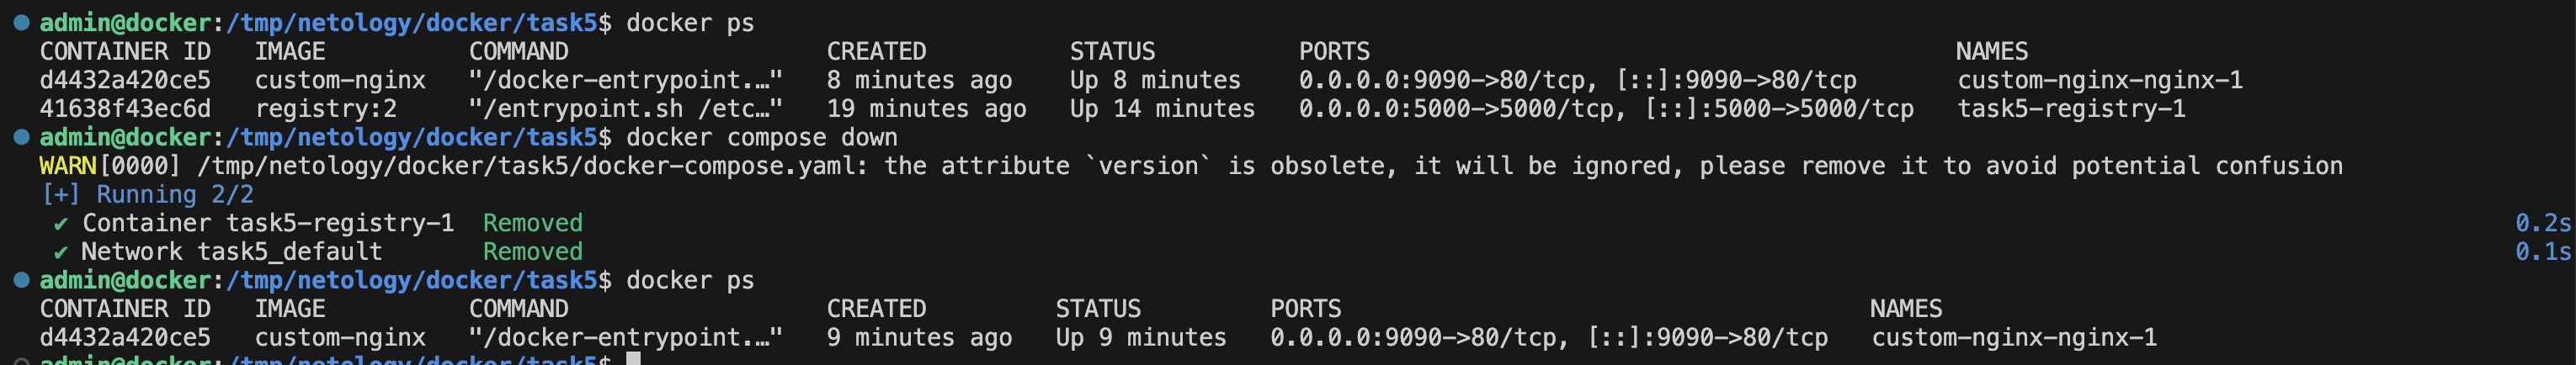 admin@docker:/tmp/netology/docker/task5$ docker ps
CONTAINER ID   IMAGE          COMMAND                  CREATED          STATUS          PORTS                                         NAMES
d4432a420ce5   custom-nginx   "/docker-entrypoint.…"   8 minutes ago    Up 8 minutes    0.0.0.0:9090->80/tcp, [::]:9090->80/tcp       custom-nginx-nginx-1
41638f43ec6d   registry:2     "/entrypoint.sh /etc…"   19 minutes ago   Up 14 minutes   0.0.0.0:5000->5000/tcp, [::]:5000->5000/tcp   task5-registry-1
admin@docker:/tmp/netology/docker/task5$ docker compose down
WARN[0000] /tmp/netology/docker/task5/docker-compose.yaml: the attribute `version` is obsolete, it will be ignored, please remove it to avoid potential confusion
[+] Running 2/2
 ✔ Container task5-registry-1  Removed 0.2s
 ✔ Network task5_default       Removed 0.1s
admin@docker:/tmp/netology/docker/task5$ docker ps
CONTAINER ID   IMAGE          COMMAND                  CREATED         STATUS         PORTS                                     NAMES
d4432a420ce5   custom-nginx   "/docker-entrypoint.…"   9 minutes ago   Up 9 minutes   0.0.0.0:9090->80/tcp, [::]:9090->80/tcp   custom-nginx-nginx-1
admin@docker:/tmp/netology/docker/task5$